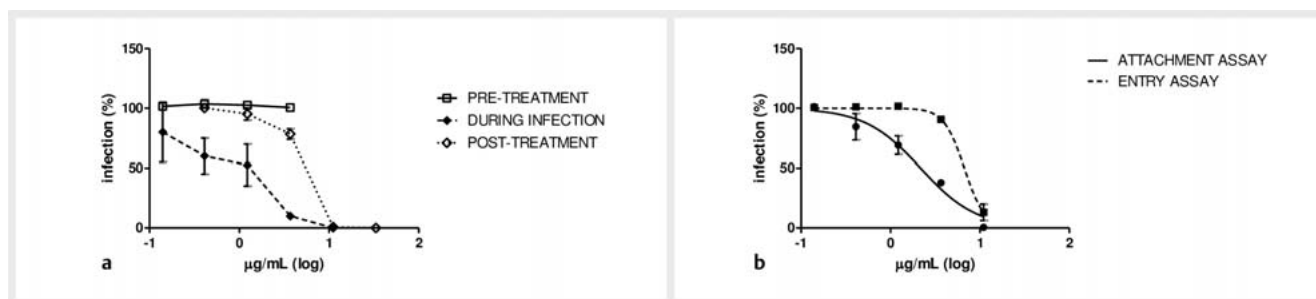 150
100
50
0
infection (%)
-1 0 1 2
µg/mL (log)
a
PRE-TREATMENT
DURING INFECTION
POST-TREATMENT
150
100
50
0
infection (%)
-1 0 1 2
µg/mL (log)
b
ATTACHMENT ASSAY
ENTRY ASSAY